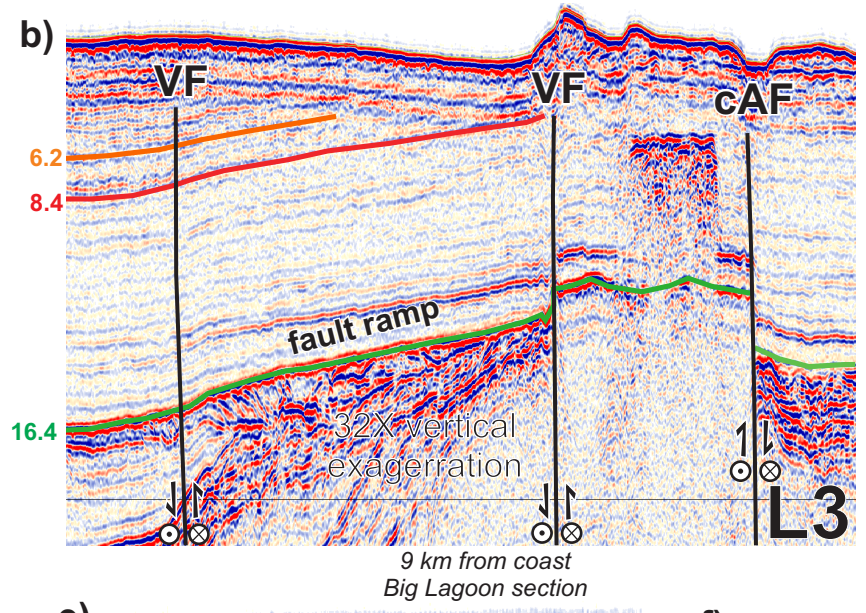 b)
VF
VF
cAF
6.2
8.4
fault ramp
16.4
32X vertical
exagerration
L3
9 km from coast
Big Lagoon section